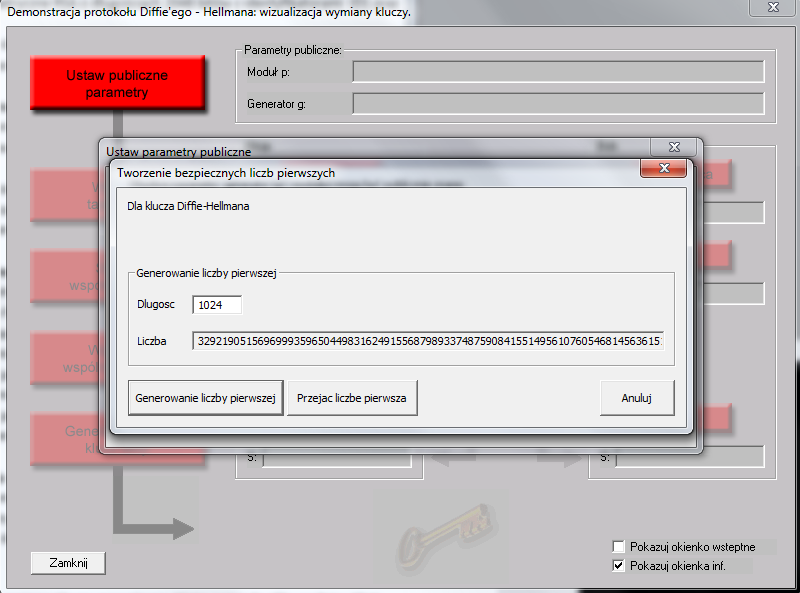 Demonstracja protokołu Diffie'ego - Hellmana: wizualizacja wymiany kluczy.
Ustaw publiczne
parametry
Parametry publiczne:
Moduł p:
Generator g:
Ustaw parametry publiczne
Tworzenie bezpiecznych liczb pierwszych
Dla klucza Diffie-Hellmana
Generowanie liczby pierwszej
Dlugosc
1024
Liczba
32921905156969993596504498316249155687989337487590841551495610760546814563615
Generowanie liczby pierwszej
Przejac liczbe pierwsza
Anuluj
S:
S:
Zamknij
Pokazuj okienko wsteptne
Pokazuj okienka inf.